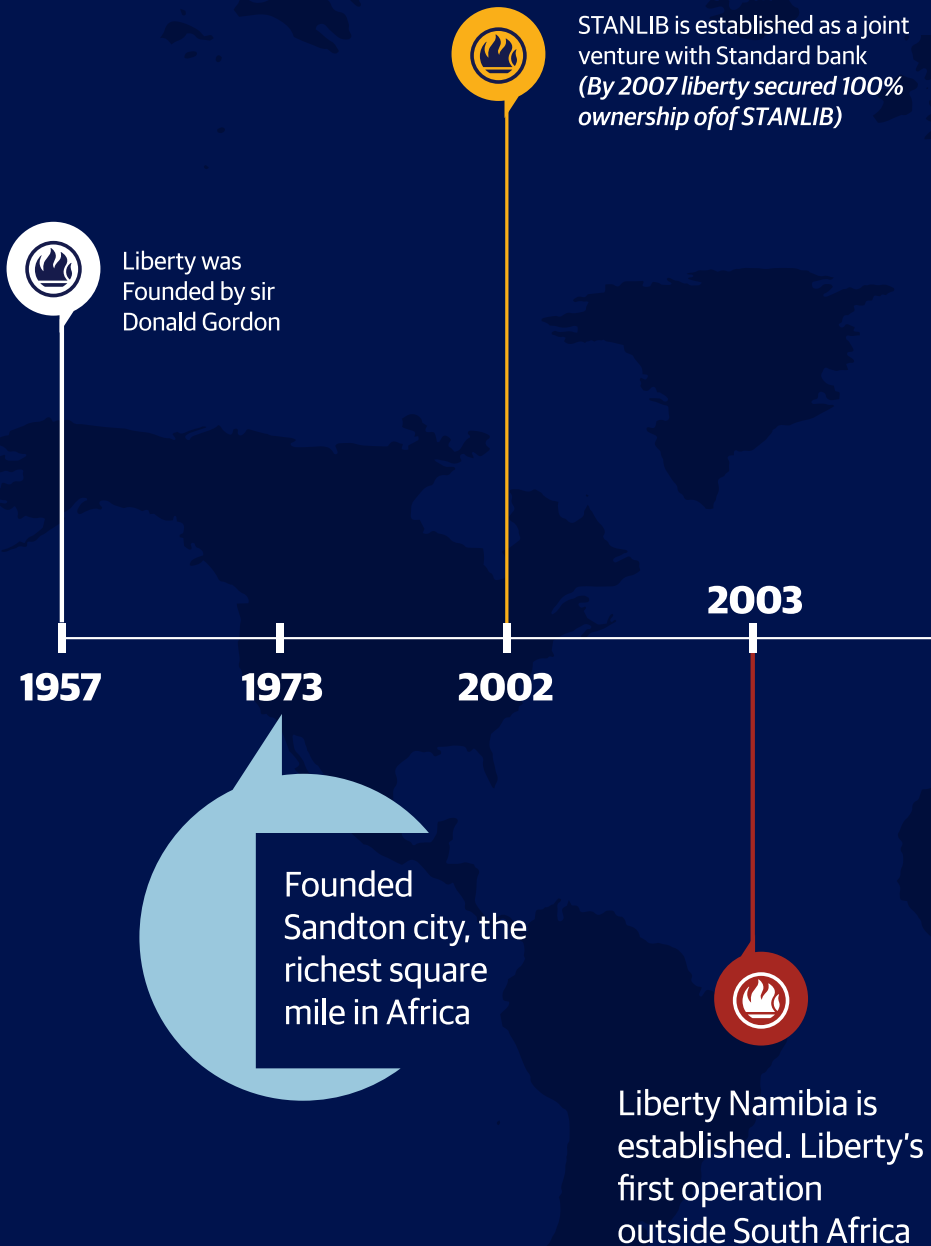 STANLIB is established as a joint
venture with Standard bank
(By 2007 liberty secured 100%
ownership ofof STANLIB)
Liberty was
Founded by sir
Donald Gordon
2003
1957
1973
2002
Founded
Sandton city, the
richest square
mile in Africa
Liberty Namibia is
established. Liberty's
first operation
outside South Africa